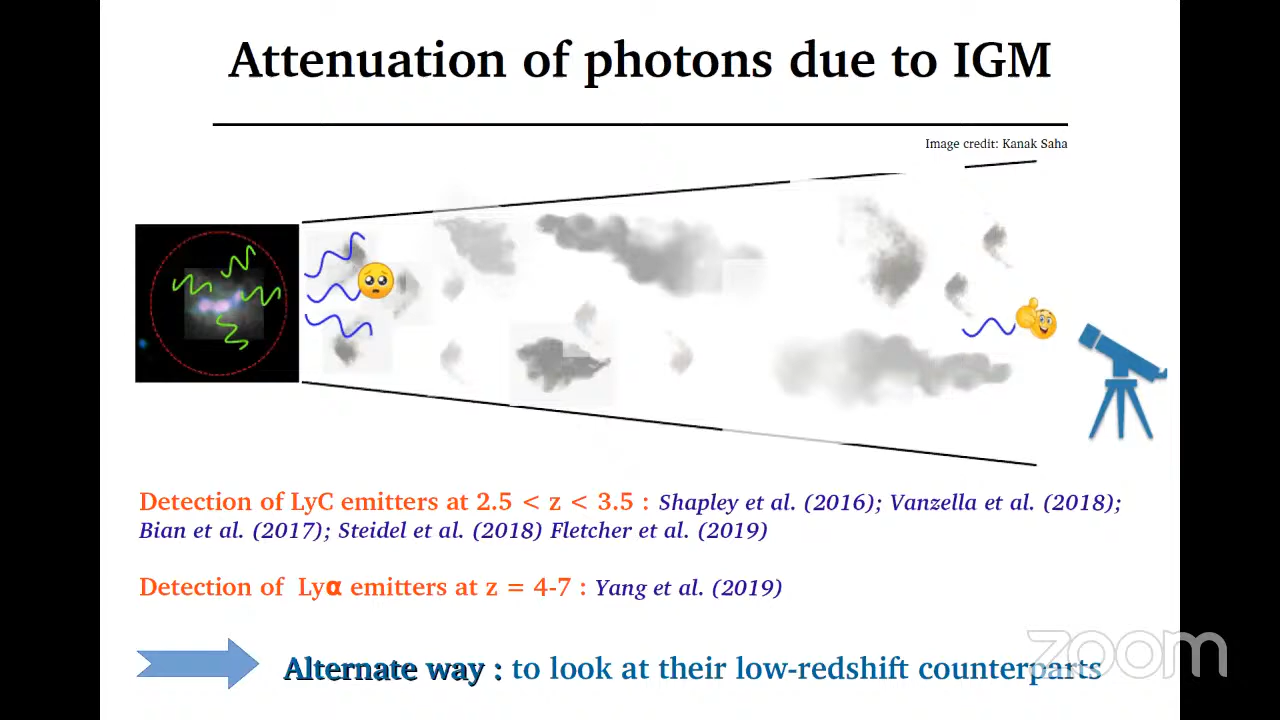 Attenuation of photons due to IGM
Image credit: Kanak Saha
Detection of LyC emitters at 2.5 < z < 3.5 : Shapley et al. (2016); Vanzella et al. (2018);
Bian et al. (2017); Steidel et al. (2018) Fletcher et al. (2019)
Detection of Lyα emitters at z = 4-7 : Yang et al. (2019)
Alternate way : to look at their low-redshift counterparts
zoom